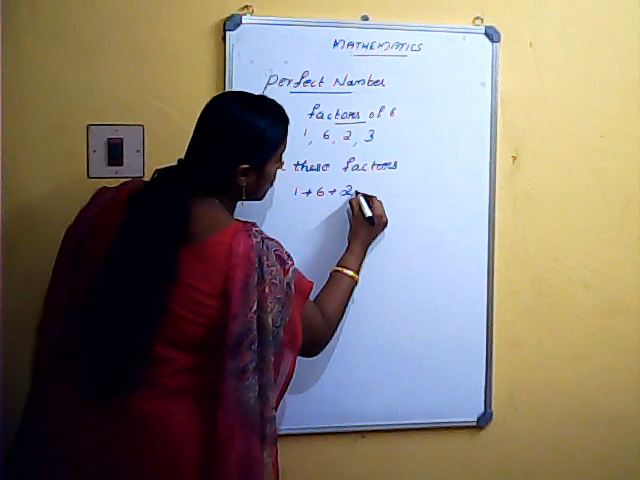 MATHEMATICS
Perfect Number
factors of 6
1, 6, 2, 3
these factors
1+6+2